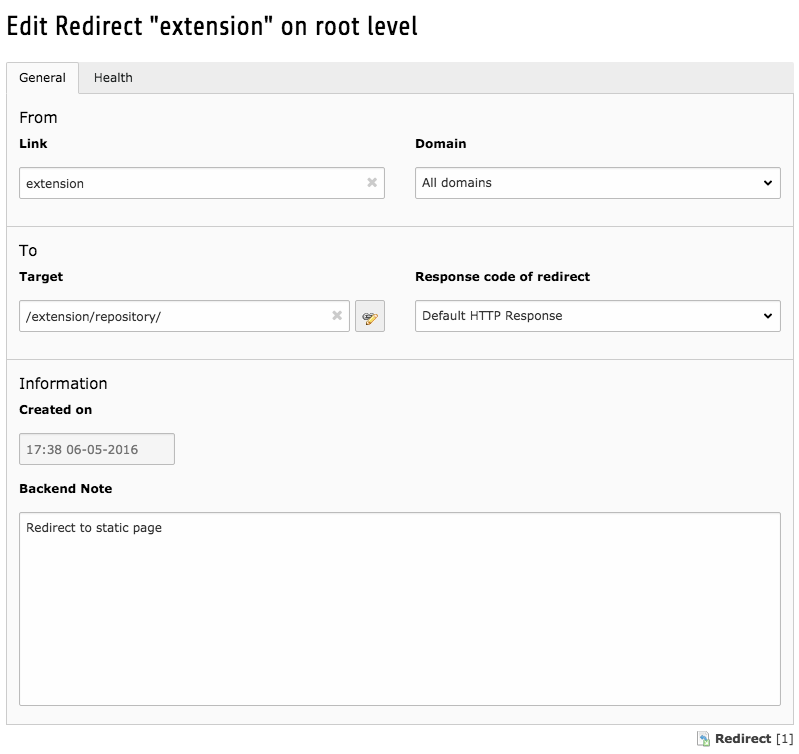 Edit Redirect "extension" on root level
General Health
From
Link Domain
extension All domains
To
Target Response code of redirect
/extension/repository/ Default HTTP Response
Information
Created on
17:38 06-05-2016
Backend Note
Redirect to static page
Redirect [1]